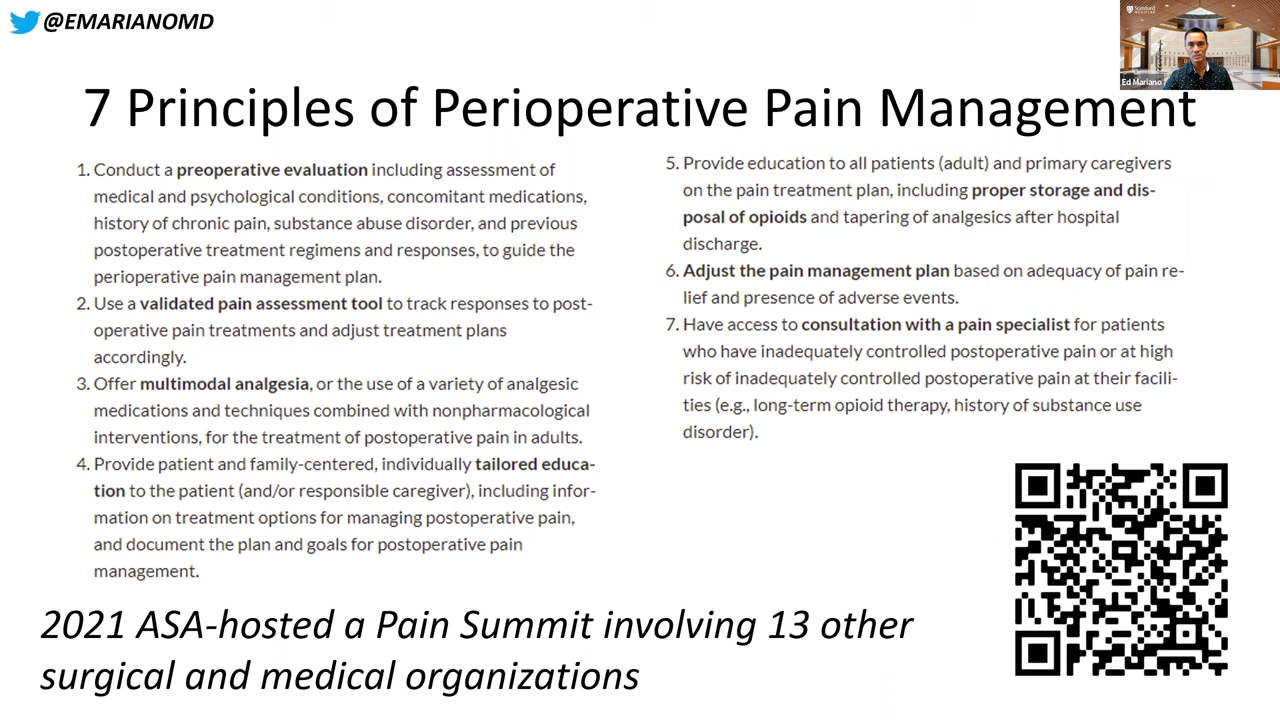 @EMARIANOMD
Stanford
MEDICINE
Ed Mariano
7 Principles of Perioperative Pain Management
1. Conduct a preoperative evaluation including assessment of
medical and psychological conditions, concomitant medications,
history of chronic pain, substance abuse disorder, and previous
postoperative treatment regimens and responses, to guide the
perioperative pain management plan.
2. Use a validated pain assessment tool to track responses to post-
operative pain treatments and adjust treatment plans
accordingly.
3. Offer multimodal analgesia, or the use of a variety of analgesic
medications and techniques combined with nonpharmacological
interventions, for the treatment of postoperative pain in adults.
4. Provide patient and family-centered, individually tailored educa-
tion to the patient (and/or responsible caregiver), including infor-
mation on treatment options for managing postoperative pain,
and document the plan and goals for postoperative pain
management.
5. Provide education to all patients (adult) and primary caregivers
on the pain treatment plan, including proper storage and dis-
posal of opioids and tapering of analgesics after hospital
discharge.
6. Adjust the pain management plan based on adequacy of pain re-
lief and presence of adverse events.
7. Have access to consultation with a pain specialist for patients
who have inadequately controlled postoperative pain or at high
risk of inadequately controlled postoperative pain at their facili-
ties (e.g., long-term opioid therapy, history of substance use
disorder).
2021 ASA-hosted a Pain Summit involving 13 other
surgical and medical organizations